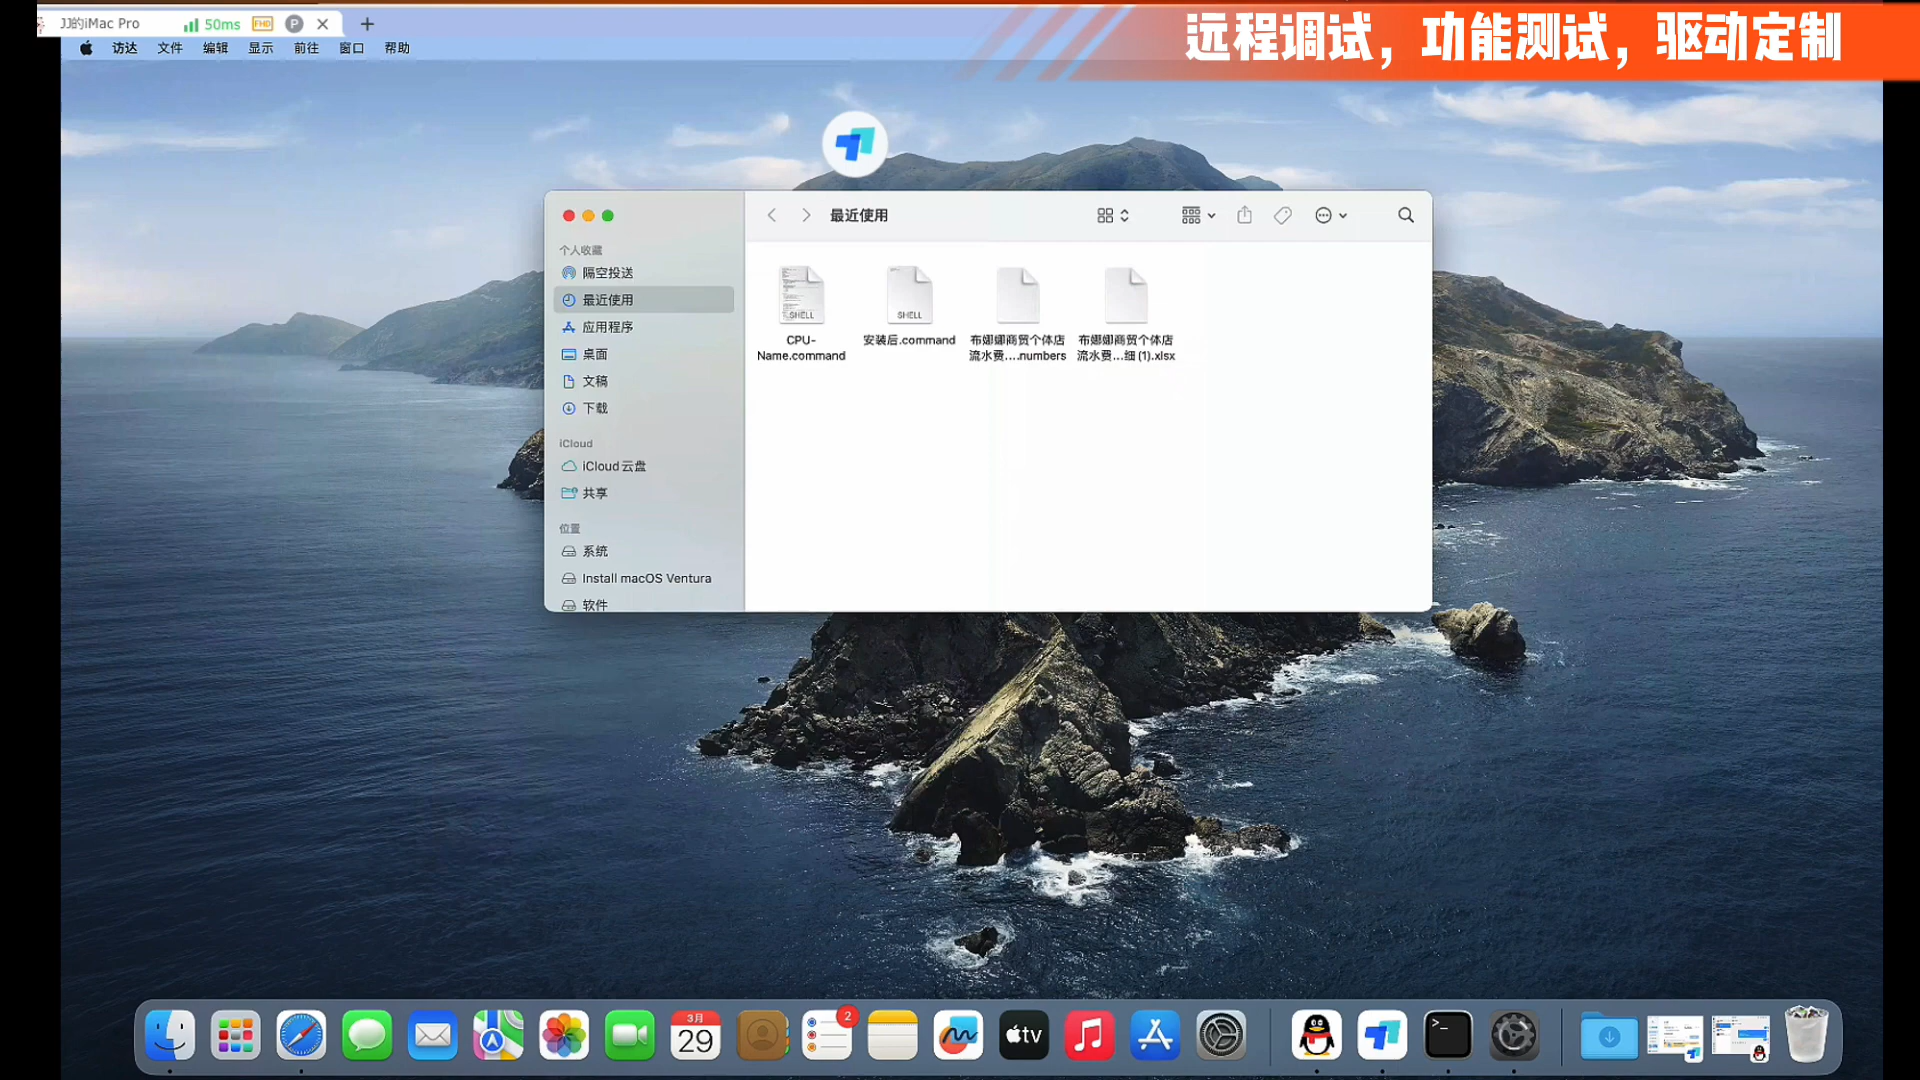 JJ的iMac Pro
50ms
FHD
P
远程调试，功能测试，驱动定制
访达 文件 编辑 显示 前往 窗口 帮助
最近使用
个人收藏
隔空投送
最近使用
应用程序
桌面
文稿
下载
iCloud
iCloud云盘
共享
位置
系统
Install macOS Ventura
软件
SHELL
CPU-
Name.command
SHELL
安装后.command
布娜娜商贸个体店
流水费....numbers
布娜娜商贸个体店
流水费...细 (1).xlsx
3月
29
2
tv
>_